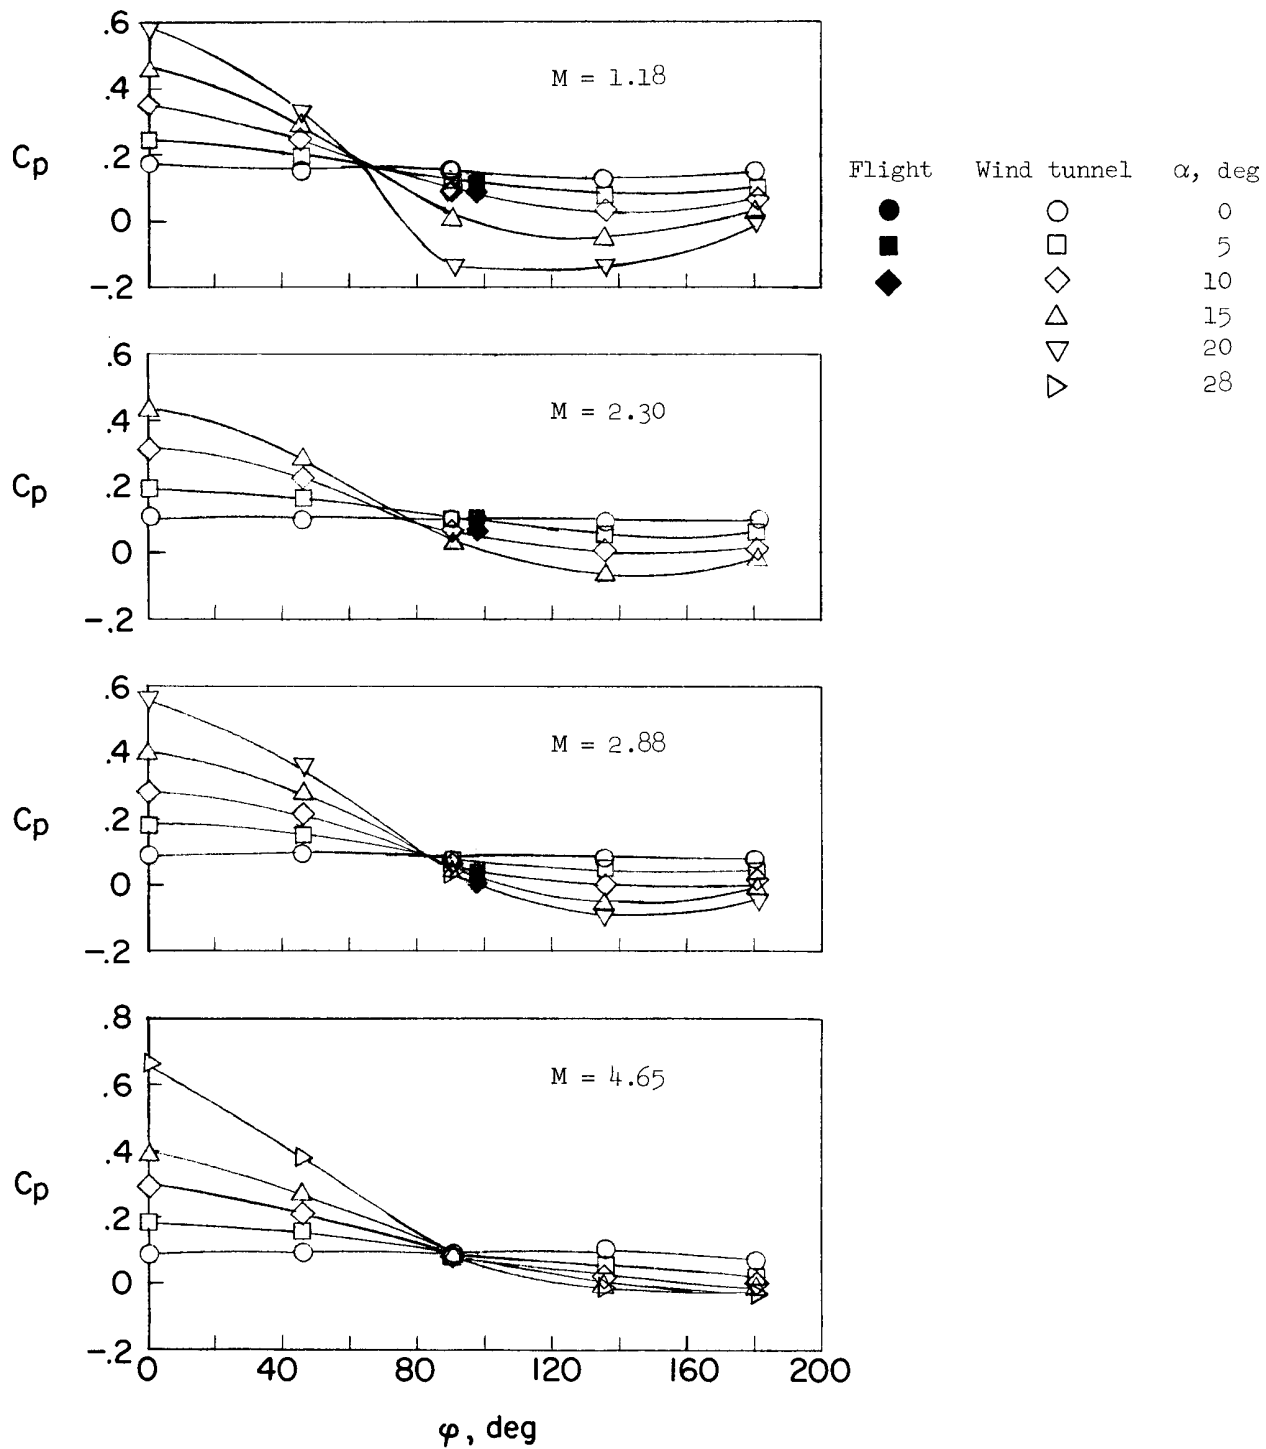 .6
.4
.2
0
-.2
Cp
M = 1.18
Flight Wind tunnel α, deg
0
5
10
15
20
28
.6
.4
.2
0
-.2
Cp
M = 2.30
.6
.4
.2
0
-.2
Cp
M = 2.88
.8
.6
.4
.2
0
-.2
Cp
M = 4.65
0 40 80 120 160 200
φ, deg